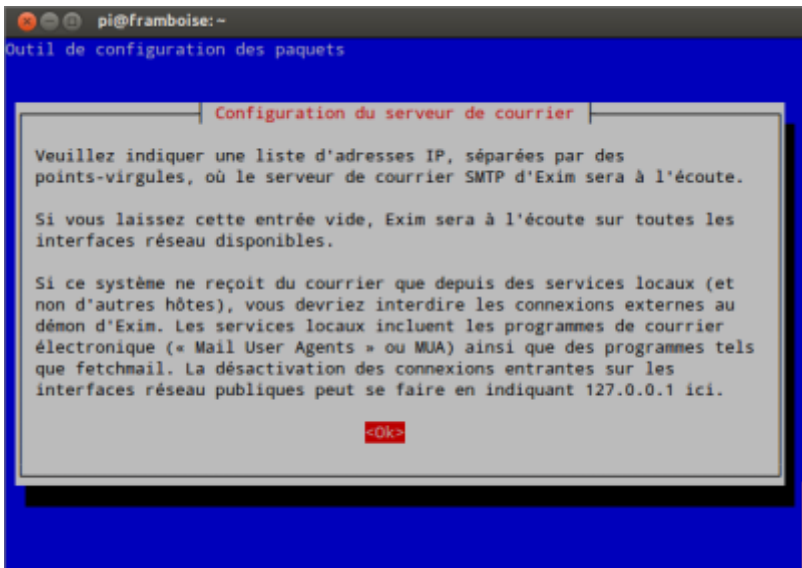 pi@framboise: ~
Outil de configuration des paquets
Configuration du serveur de courrier
Veuillez indiquer une liste d'adresses IP, séparées par des
points-virgules, où le serveur de courrier SMTP d'Exim sera à l'écoute.
Si vous laissez cette entrée vide, Exim sera à l'écoute sur toutes les
interfaces réseau disponibles.
Si ce système ne reçoit du courrier que depuis des services locaux (et
non d'autres hôtes), vous devriez interdire les connexions externes au
démon d'Exim. Les services locaux incluent les programmes de courrier
électronique (« Mail User Agents » ou MUA) ainsi que des programmes tels
que fetchmail. La désactivation des connexions entrantes sur les
interfaces réseau publiques peut se faire en indiquant 127.0.0.1 ici.
<Ok>